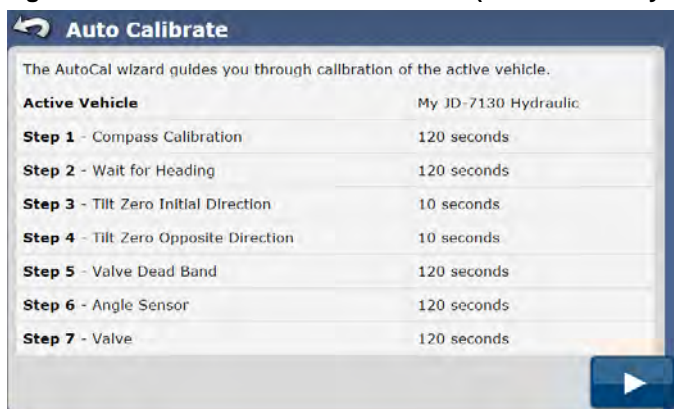 Auto Calibrate
The AutoCal wizard guides you through calibration of the active vehicle.
Active Vehicle My JD-7130 Hydraulic
Step 1 - Compass Calibration 120 seconds
Step 2 - Wait for Heading 120 seconds
Step 3 - Tilt Zero Initial Direction 10 seconds
Step 4 - Tilt Zero Opposite Direction 10 seconds
Step 5 - Valve Dead Band 120 seconds
Step 6 - Angle Sensor 120 seconds
Step 7 - Valve 120 seconds